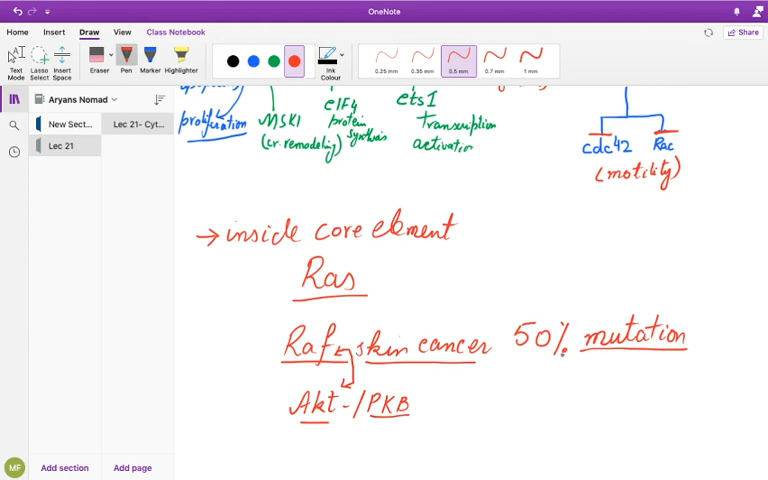 OneNote
Home Insert Draw View Class Notebook Share
Text Mode
Lasso Select
Insert Space
Eraser
Pen
Marker
Highlighter
Ink Colour
0.25 mm
0.35 mm
0.5 mm
0.7 mm
1 mm
Aryans Nomad
New Sect...
Lec 21- Cyt...
Lec 21
proliferation
MSK1
(cr. remodeling)
eIF4
protein
synthesis
ets1
Transcription
activation
cdc42 Rac
(motility)
→ inside core element
Ras
Raf skin cancer 50% mutation
Akt - / PKB
MF Add section Add page